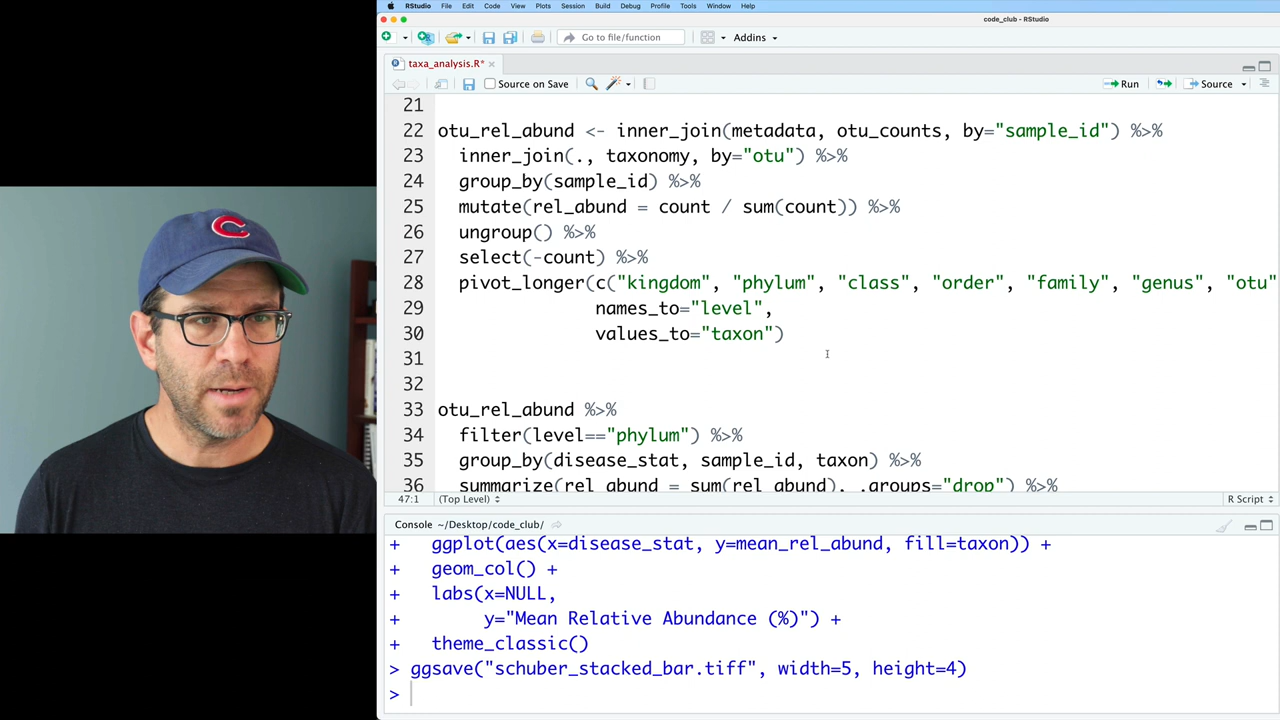 RStudio File Edit Code View Plots Session Build Debug Profile Tools Window Help
code_club - RStudio
Go to file/function Addins
taxa_analysis.R*
Source on Save Run Source
21
22 otu_rel_abund <- inner_join(metadata, otu_counts, by="sample_id") %>%
23 inner_join(., taxonomy, by="otu") %>%
24 group_by(sample_id) %>%
25 mutate(rel_abund = count / sum(count)) %>%
26 ungroup() %>%
27 select(-count) %>%
28 pivot_longer(c("kingdom", "phylum", "class", "order", "family", "genus", "otu"
29 names_to="level",
30 values_to="taxon")
31
32
33 otu_rel_abund %>%
34 filter(level=="phylum") %>%
35 group_by(disease_stat, sample_id, taxon) %>%
36 summarize(rel_abund = sum(rel_abund), .groups="drop") %>%
47:1 (Top Level) R Script
Console ~/Desktop/code_club/
+ ggplot(aes(x=disease_stat, y=mean_rel_abund, fill=taxon)) +
+ geom_col() +
+ labs(x=NULL,
+ y="Mean Relative Abundance (%)") +
+ theme_classic()
> ggsave("schuber_stacked_bar.tiff", width=5, height=4)
>
C